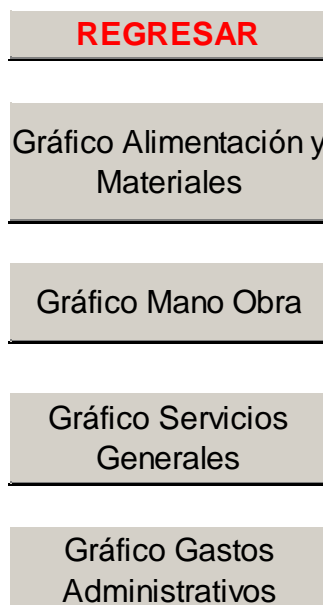 REGRESAR
Gráfico Alimentación y
Materiales
Gráfico Mano Obra
Gráfico Servicios
Generales
Gráfico Gastos
Administrativos